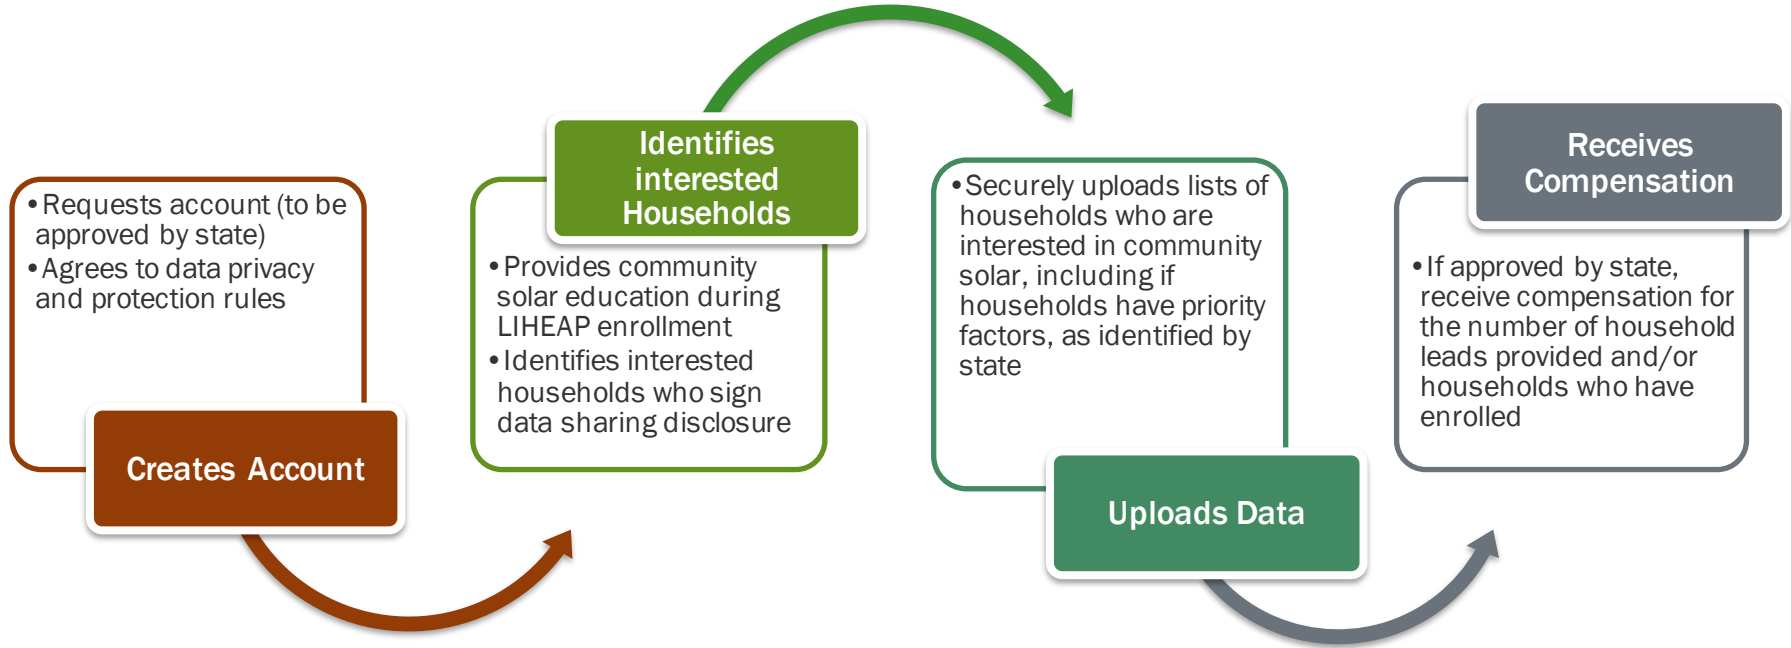 • Requests account (to be
approved by state)
• Agrees to data privacy
and protection rules
Creates Account
Identifies
interested
Households
• Provides community
solar education during
LIHEAP enrollment
• Identifies interested
households who sign
data sharing disclosure
• Securely uploads lists of
households who are
interested in community
solar, including if
households have priority
factors, as identified by
state
Uploads Data
Receives
Compensation
• If approved by state,
receive compensation for
the number of household
leads provided and/or
households who have
enrolled